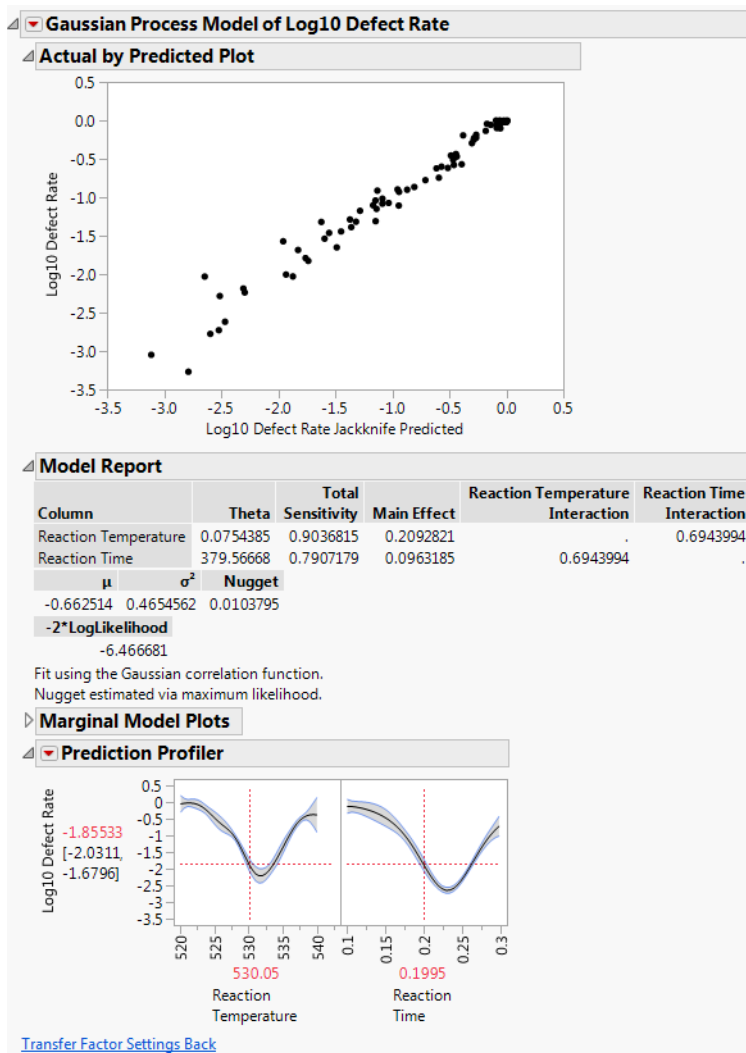 Gaussian Process Model of Log10 Defect Rate
Actual by Predicted Plot
0.5
0.0
-0.5
-1.0
-1.5
-2.0
-2.5
-3.0
-3.5
Log10 Defect Rate
-3.5 -3.0 -2.5 -2.0 -1.5 -1.0 -0.5 0.0 0.5
Log10 Defect Rate Jackknife Predicted
Model Report
Total Reaction Temperature Reaction Time
Column Theta Sensitivity Main Effect Interaction Interaction
Reaction Temperature 0.0754385 0.9036815 0.2092821 . 0.6943994
Reaction Time 379.56668 0.7907179 0.0963185 0.6943994 .
μ σ² Nugget
-0.662514 0.4654562 0.0103795
-2*LogLikelihood
-6.466681
Fit using the Gaussian correlation function.
Nugget estimated via maximum likelihood.
Marginal Model Plots
Prediction Profiler
Log10 Defect Rate
-1.85533
[-2.0311,
-1.6796]
0.5
0
-0.5
-1
-1.5
-2
-2.5
-3
-3.5
520 525 530 535 540 0.1 0.15 0.2 0.25 0.3
530.05 0.1995
Reaction Reaction
Temperature Time
Transfer Factor Settings Back